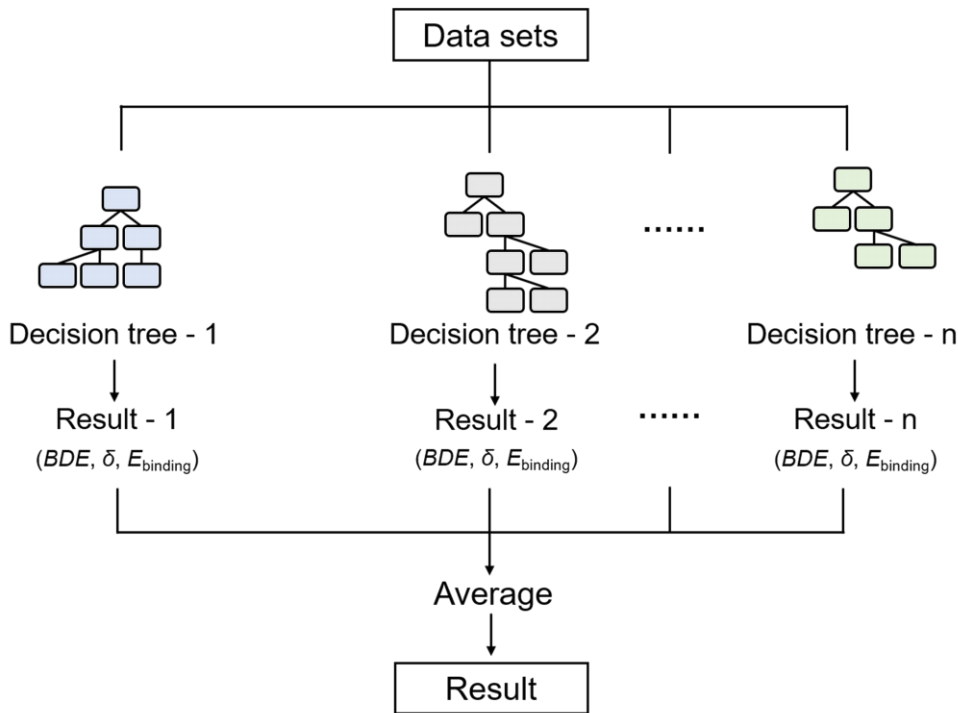 Data sets
......
Decision tree - 1
Decision tree - 2
Decision tree - n
Result - 1
Result - 2
......
Result - n
(BDE, δ, Ebinding)
(BDE, δ, Ebinding)
(BDE, δ, Ebinding)
Average
Result